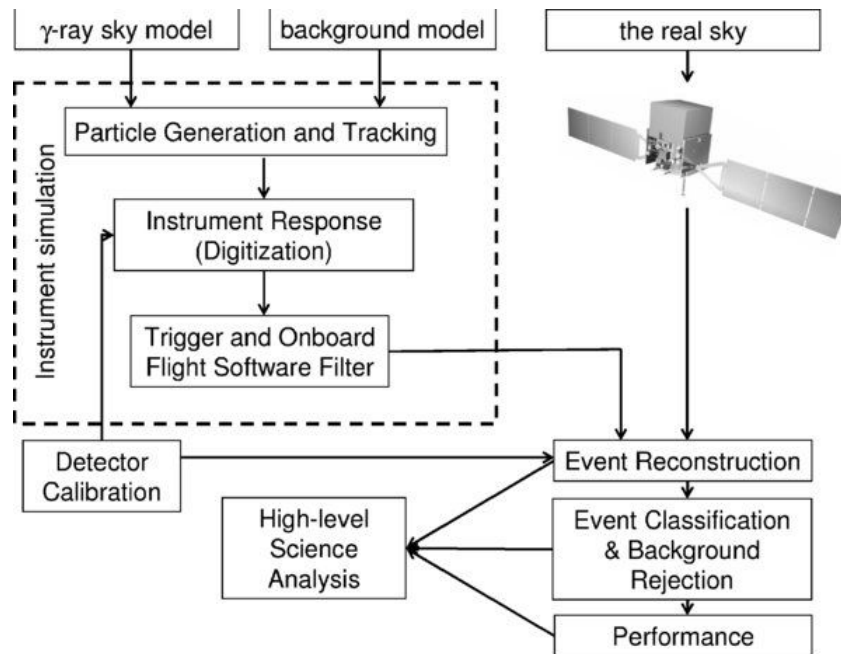 γ-ray sky model
background model
the real sky
Particle Generation and Tracking
Instrument simulation
Instrument Response
(Digitization)
Trigger and Onboard
Flight Software Filter
Detector
Calibration
Event Reconstruction
High-level
Science
Analysis
Event Classification
& Background
Rejection
Performance